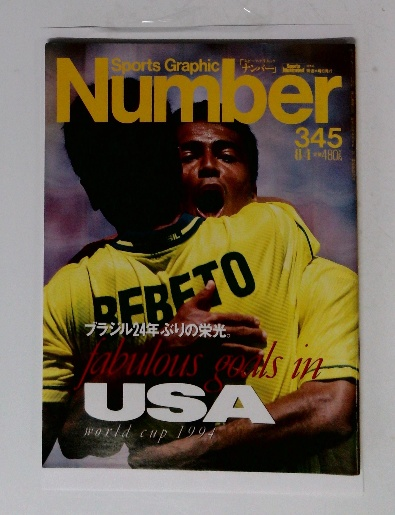 Sports Graphic
「ナンバー」
Number
345
8/4
480
BEBETO
ブラジル24年ぶりの栄光。
fabulous goals in
USA
world cup 1994